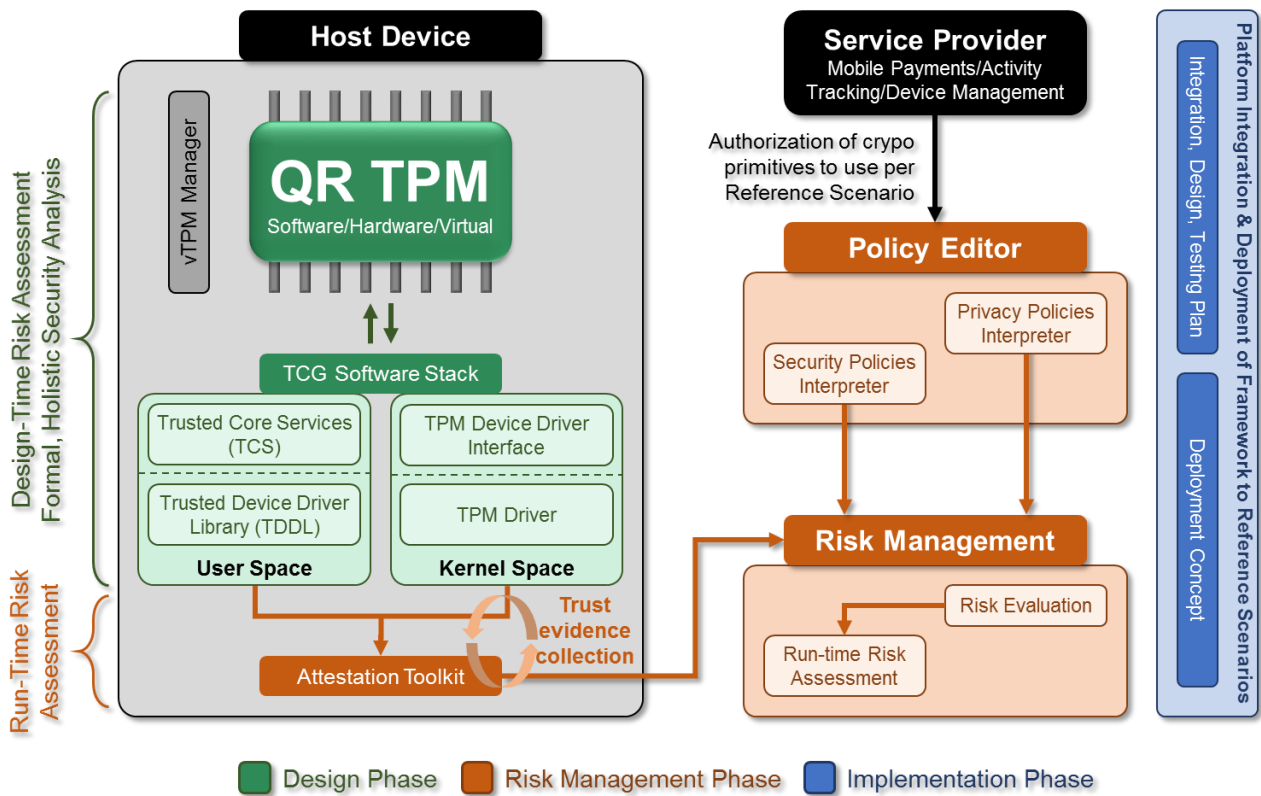 Host Device
vTPM Manager
QR TPM
Software/Hardware/Virtual
TCG Software Stack
Trusted Core Services
(TCS)
Trusted Device Driver
Library (TDDL)
User Space
TPM Device Driver
Interface
TPM Driver
Kernel Space
Trust
evidence
collection
Attestation Toolkit
Design-Time Risk Assessment
Formal, Holistic Security Analysis
Run-Time Risk
Assessment
Service Provider
Mobile Payments/Activity
Tracking/Device Management
Authorization of crypo
primitives to use per
Reference Scenario
Policy Editor
Privacy Policies
Interpreter
Security Policies
Interpreter
Risk Management
Risk Evaluation
Run-time Risk
Assessment
Platform Integration & Deployment of Framework to Reference Scenarios
Integration, Design, Testing Plan
Deployment Concept
Design Phase
Risk Management Phase
Implementation Phase